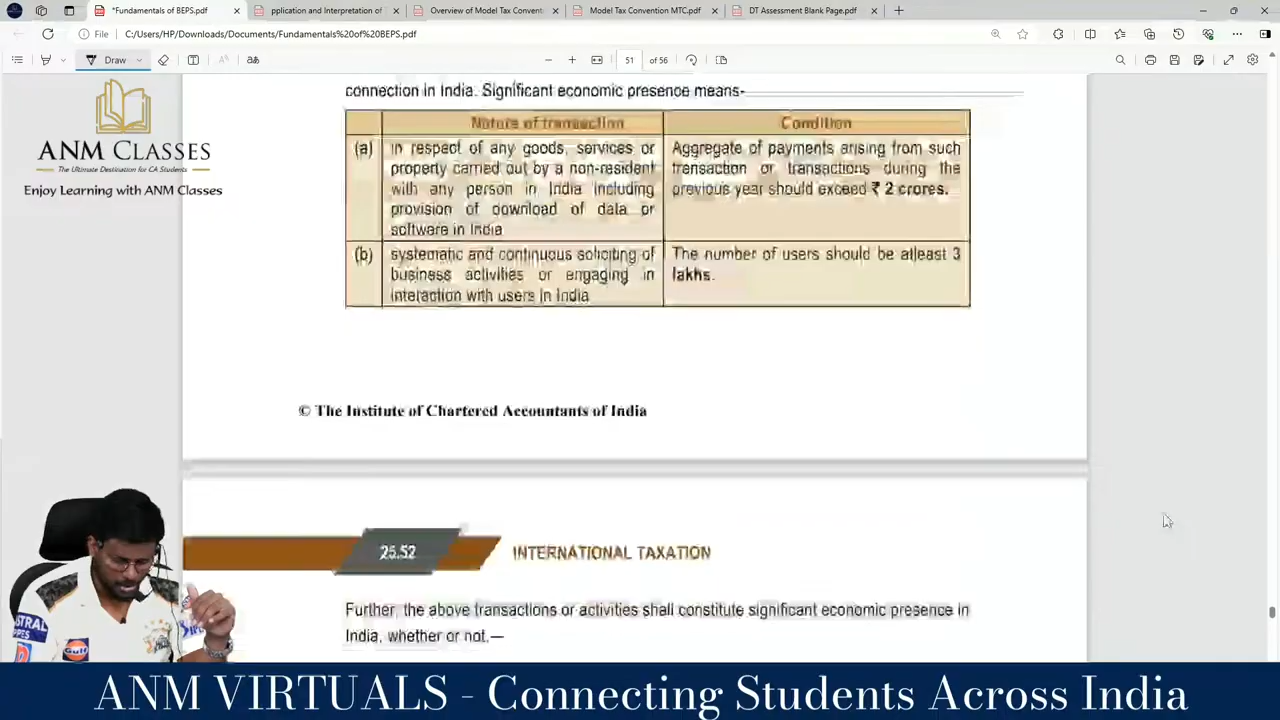 *Fundamentals of BEPS.pdf
pplication and Interpretation of
Overview of Model Tax Convent
Model Tax Convention MTC.pdf
DT Assessment Blank Page.pdf
File
C:/Users/HP/Downloads/Documents/Fundamentals%20of%20BEPS.pdf
Draw
51 of 56
ANM CLASSES
The Ultimate Destination for CA Students
Enjoy Learning with ANM Classes
connection in India. Significant economic presence means-
Nature of transaction
Condition
(a)
in respect of any goods, services or
property carried out by a non-resident
with any person in India including
provision of download of data or
software in India
Aggregate of payments arising from such
transaction or transactions during the
previous year should exceed ₹ 2 crores.
(b)
systematic and continuous soliciting of
business activities or engaging in
interaction with users in India
The number of users should be atleast 3
lakhs.
© The Institute of Chartered Accountants of India
25.52
INTERNATIONAL TAXATION
Further, the above transactions or activities shall constitute significant economic presence in
India, whether or not,—
Gulf
ANM VIRTUALS - Connecting Students Across India